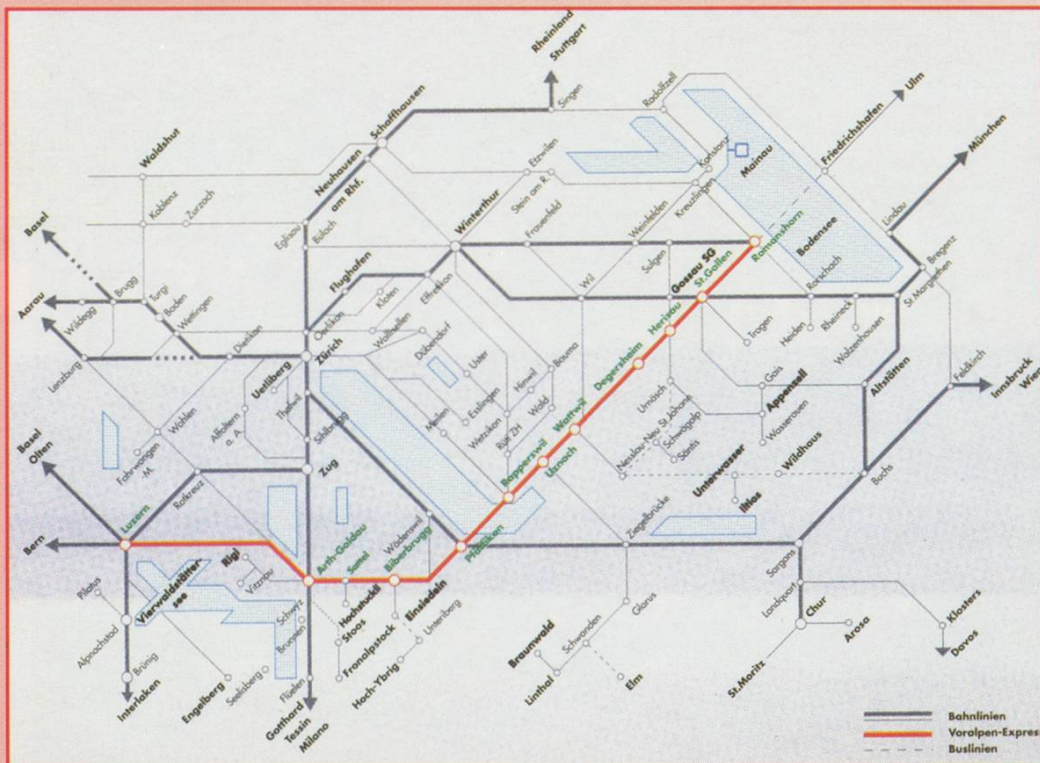 Rheinland
Stuttgart
Singen
Radolfzell
Ulm
Schaffhausen
Friedrichshafen
München
Waldshut
Neuhausen
am Rhf.
Etzwilen
Konstanz
Mainau
Koblenz
Zurzach
Stein am R.
Kreuzlingen
Basel
Eglisau
Bülach
Winterthur
Frauenfeld
Weinfelden
Romanshorn
Bodensee
Lindau
Sulgen
Gossau SG
St.Gallen
Rorschach
Bregenz
St.Margrethen
Flughafen
Effretikon
Wil
Aarau
Brugg
Turgi
Baden
Wettingen
Kloten
Wildegg
Oerlikon
Wallisellen
Dübendorf
Herisau
Trogen
Heiden
Rheineck
Walzenhausen
Dietikon
Zürich
Uster
Bauma
Degersheim
Lenzburg
Uetliberg
Hinwil
Urnäsch
Gais
Appenzell
Altstätten
Feldkirch
Innsbruck
Wien
Affoltern
a. A.
Thalwil
Sihlbrugg
Meilen
Esslingen
Wetzikon
Wald
Rüti ZH
Wattwil
Nesslau-Neu St.Johann
Schwägalp
Säntis
Wasserauen
Wohlen
Fahrwangen
-M.
Basel
Olten
Zug
Rapperswil
Uznach
Unterwasser
Wildhaus
Iltios
Buchs
Rotkreuz
Luzern
Wädenswil
Pfäffikon
Ziegelbrücke
Sargans
Bern
Rigi
Vitznau
Arth-Goldau
Sattel
Biberbrugg
Pilatus
Vierwaldstätter
see
Hochstuckli
Einsiedeln
Landquart
Chur
Klosters
Schwyz
Brunnen
Stoos
Franalpstock
Unteriberg
Hoch-Ybrig
Glarus
Schwanden
Arosa
Davos
Alpnachstad
Brünig
Interlaken
Engelberg
Seelisberg
Flüelen
Gotthard
Tessin
Milano
Braunwald
Linthal
Elm
St.Moritz
Bahnlinien
Voralpen-Expres
Buslinien